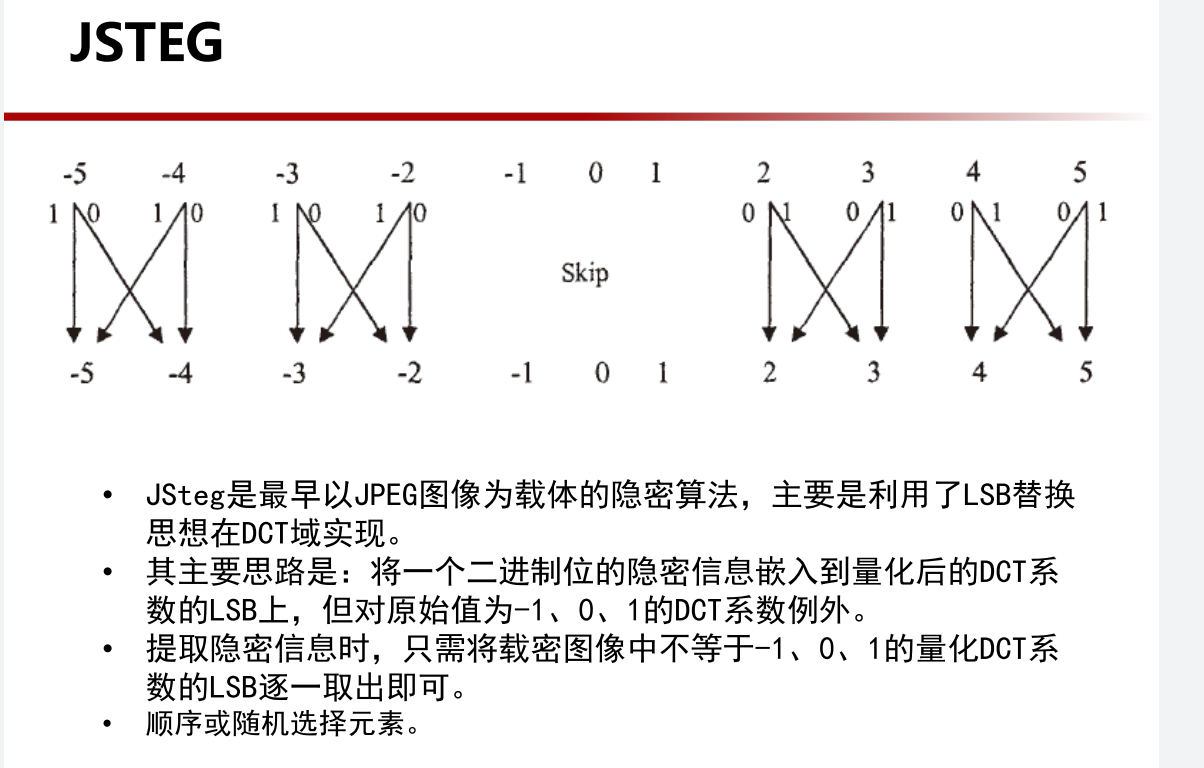 JSTEG
-5 -4 -3 -2 -1 0 1 2 3 4 5
1 0 1 0 1 0 1 0 0 1 0 1 0 1 0 1
Skip
-5 -4 -3 -2 -1 0 1 2 3 4 5
• JSteg是最早以JPEG图像为载体的隐密算法，主要是利用了LSB替换
思想在DCT域实现。
• 其主要思路是：将一个二进制位的隐密信息嵌入到量化后的DCT系
数的LSB上，但对原始值为-1、0、1的DCT系数例外。
• 提取隐密信息时，只需将载密图像中不等于-1、0、1的量化DCT系
数的LSB逐一取出即可。
• 顺序或随机选择元素。